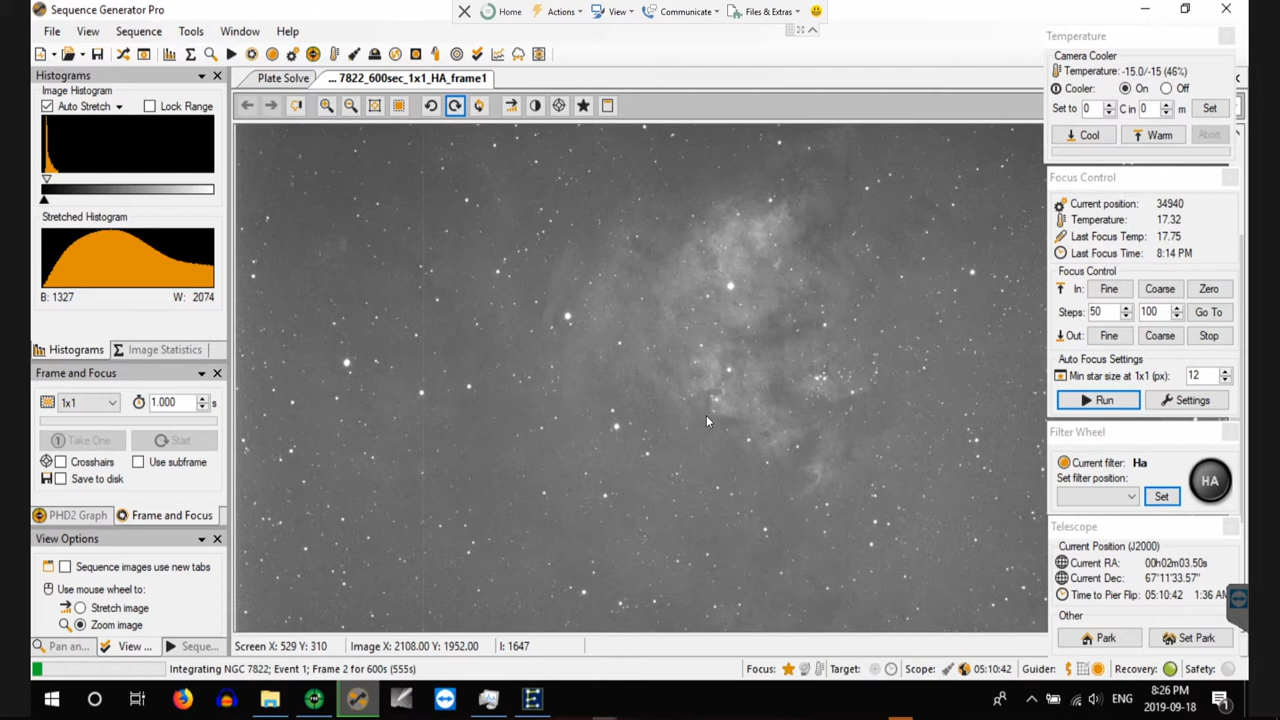 Sequence Generator Pro
Home
Actions
View
Communicate
Files & Extras
File View Sequence Tools Window Help
Histograms
Image Histogram
Auto Stretch
Lock Range
Stretched Histogram
B: 1327 W: 2074
Histograms
Image Statistics
Frame and Focus
1x1
1.000 s
Take One
Start
Crosshairs
Use subframe
Save to disk
PHD2 Graph
Frame and Focus
View Options
Sequence images use new tabs
Use mouse wheel to:
Stretch image
Zoom image
Pan an...
View ...
Seque...
Plate Solve
... 7822_600sec_1x1_HA_frame1
Screen X: 529 Y: 310
Image X: 2108.00 Y: 1952.00
I: 1647
Temperature
Camera Cooler
Temperature: -15.0/-15 (46%)
Cooler: On Off
Set to 0 C in 0 m Set
Cool Warm Abort
Focus Control
Current position: 34940
Temperature: 17.32
Last Focus Temp: 17.75
Last Focus Time: 8:14 PM
Focus Control
In: Fine Coarse Zero
Steps: 50 100 Go To
Out: Fine Coarse Stop
Auto Focus Settings
Min star size at 1x1 (px): 12
Run Settings
Filter Wheel
Current filter: Ha
HA
Set filter position:
Set
Telescope
Current Position (J2000)
Current RA: 00h02m03.50s
Current Dec: 67°11'33.57"
Time to Pier Flip: 05:10:42 1:36 AM
Other
Park Set Park
Integrating NGC 7822; Event 1; Frame 2 for 600s (555s)
Focus:
Target:
Scope:
05:10:42
Guider:
Recovery:
Safety:
ENG
8:26 PM
2019-09-18
1